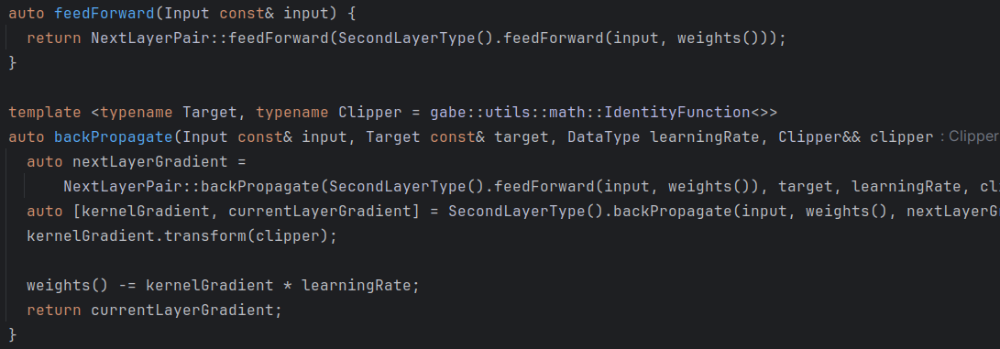 auto feedForward(Input const& input) {
  return NextLayerPair::feedForward(SecondLayerType().feedForward(input, weights()));
}
template <typename Target, typename Clipper = gabe::utils::math::IdentityFunction<>>
auto backPropagate(Input const& input, Target const& target, DataType learningRate, Clipper&& clipper : Clipper
  auto nextLayerGradient =
      NextLayerPair::backPropagate(SecondLayerType().feedForward(input, weights()), target, learningRate, cl
  auto [kernelGradient, currentLayerGradient] = SecondLayerType().backPropagate(input, weights(), nextLayerG
  kernelGradient.transform(clipper);
  weights() -= kernelGradient * learningRate;
  return currentLayerGradient;
}